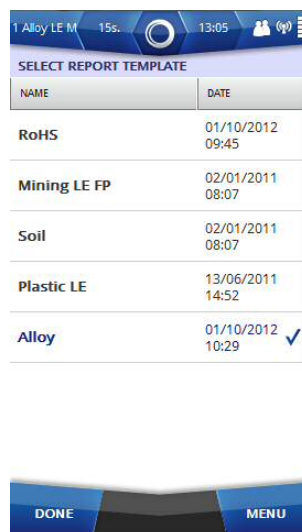 1 Alloy LE M 15s. 13:05
SELECT REPORT TEMPLATE
NAME DATE
RoHS 01/10/2012
09:45
Mining LE FP 02/01/2011
08:07
Soil 02/01/2011
08:07
Plastic LE 13/06/2011
14:52
Alloy 01/10/2012
10:29
DONE MENU